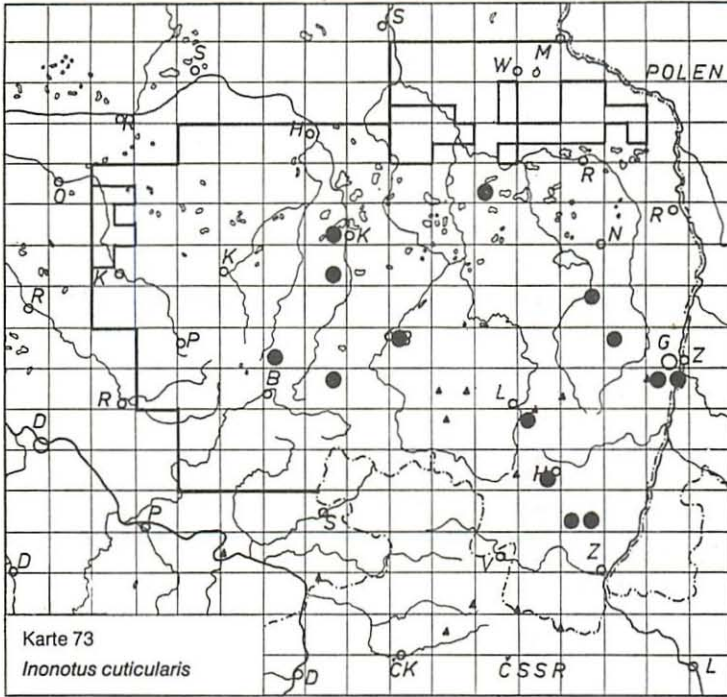 S
S
W
M
POLEN
R
H
R
O
R
K
N
K
K
R
P
G
Z
B
R
L
D
H
P
S
V
Z
D
ČK
ČSSR
L
D
Karte 73
Inonotus cuticularis